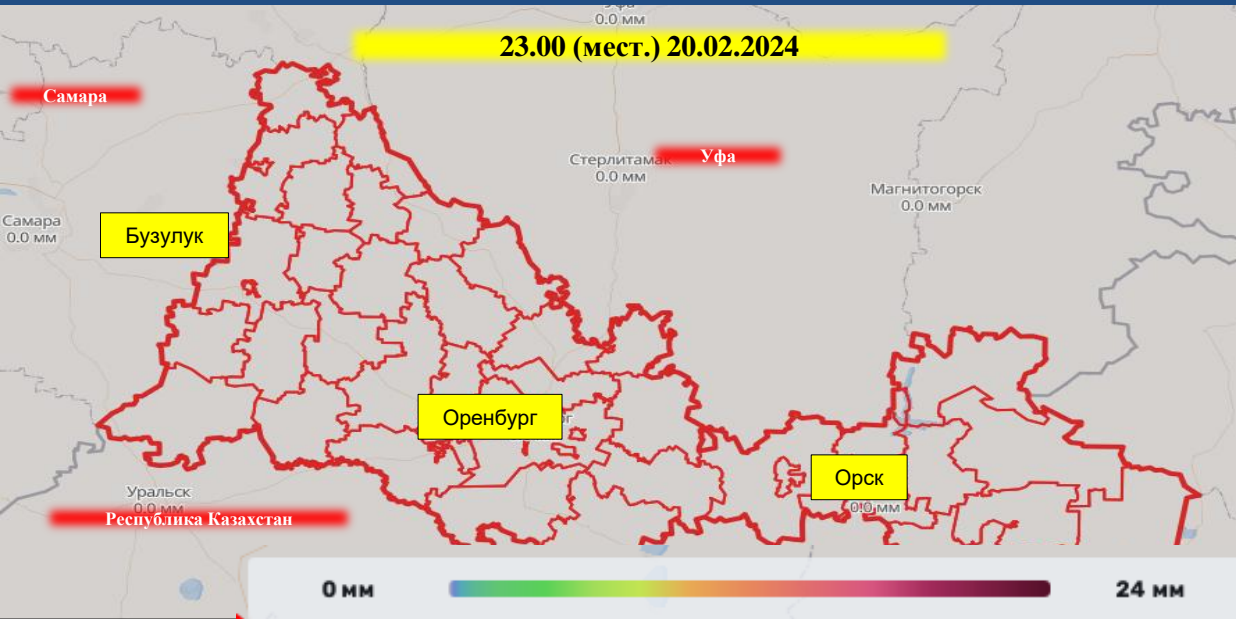 0.0 мм
23.00 (мест.) 20.02.2024
Самара
Стерлитамак
0.0 мм
Уфа
Магнитогорск
0.0 мм
Самара
0.0 мм
Бузулук
Оренбург
Орск
0.0 мм
Уральск
0.0 мм
Республика Казахстан
0 мм
24 мм